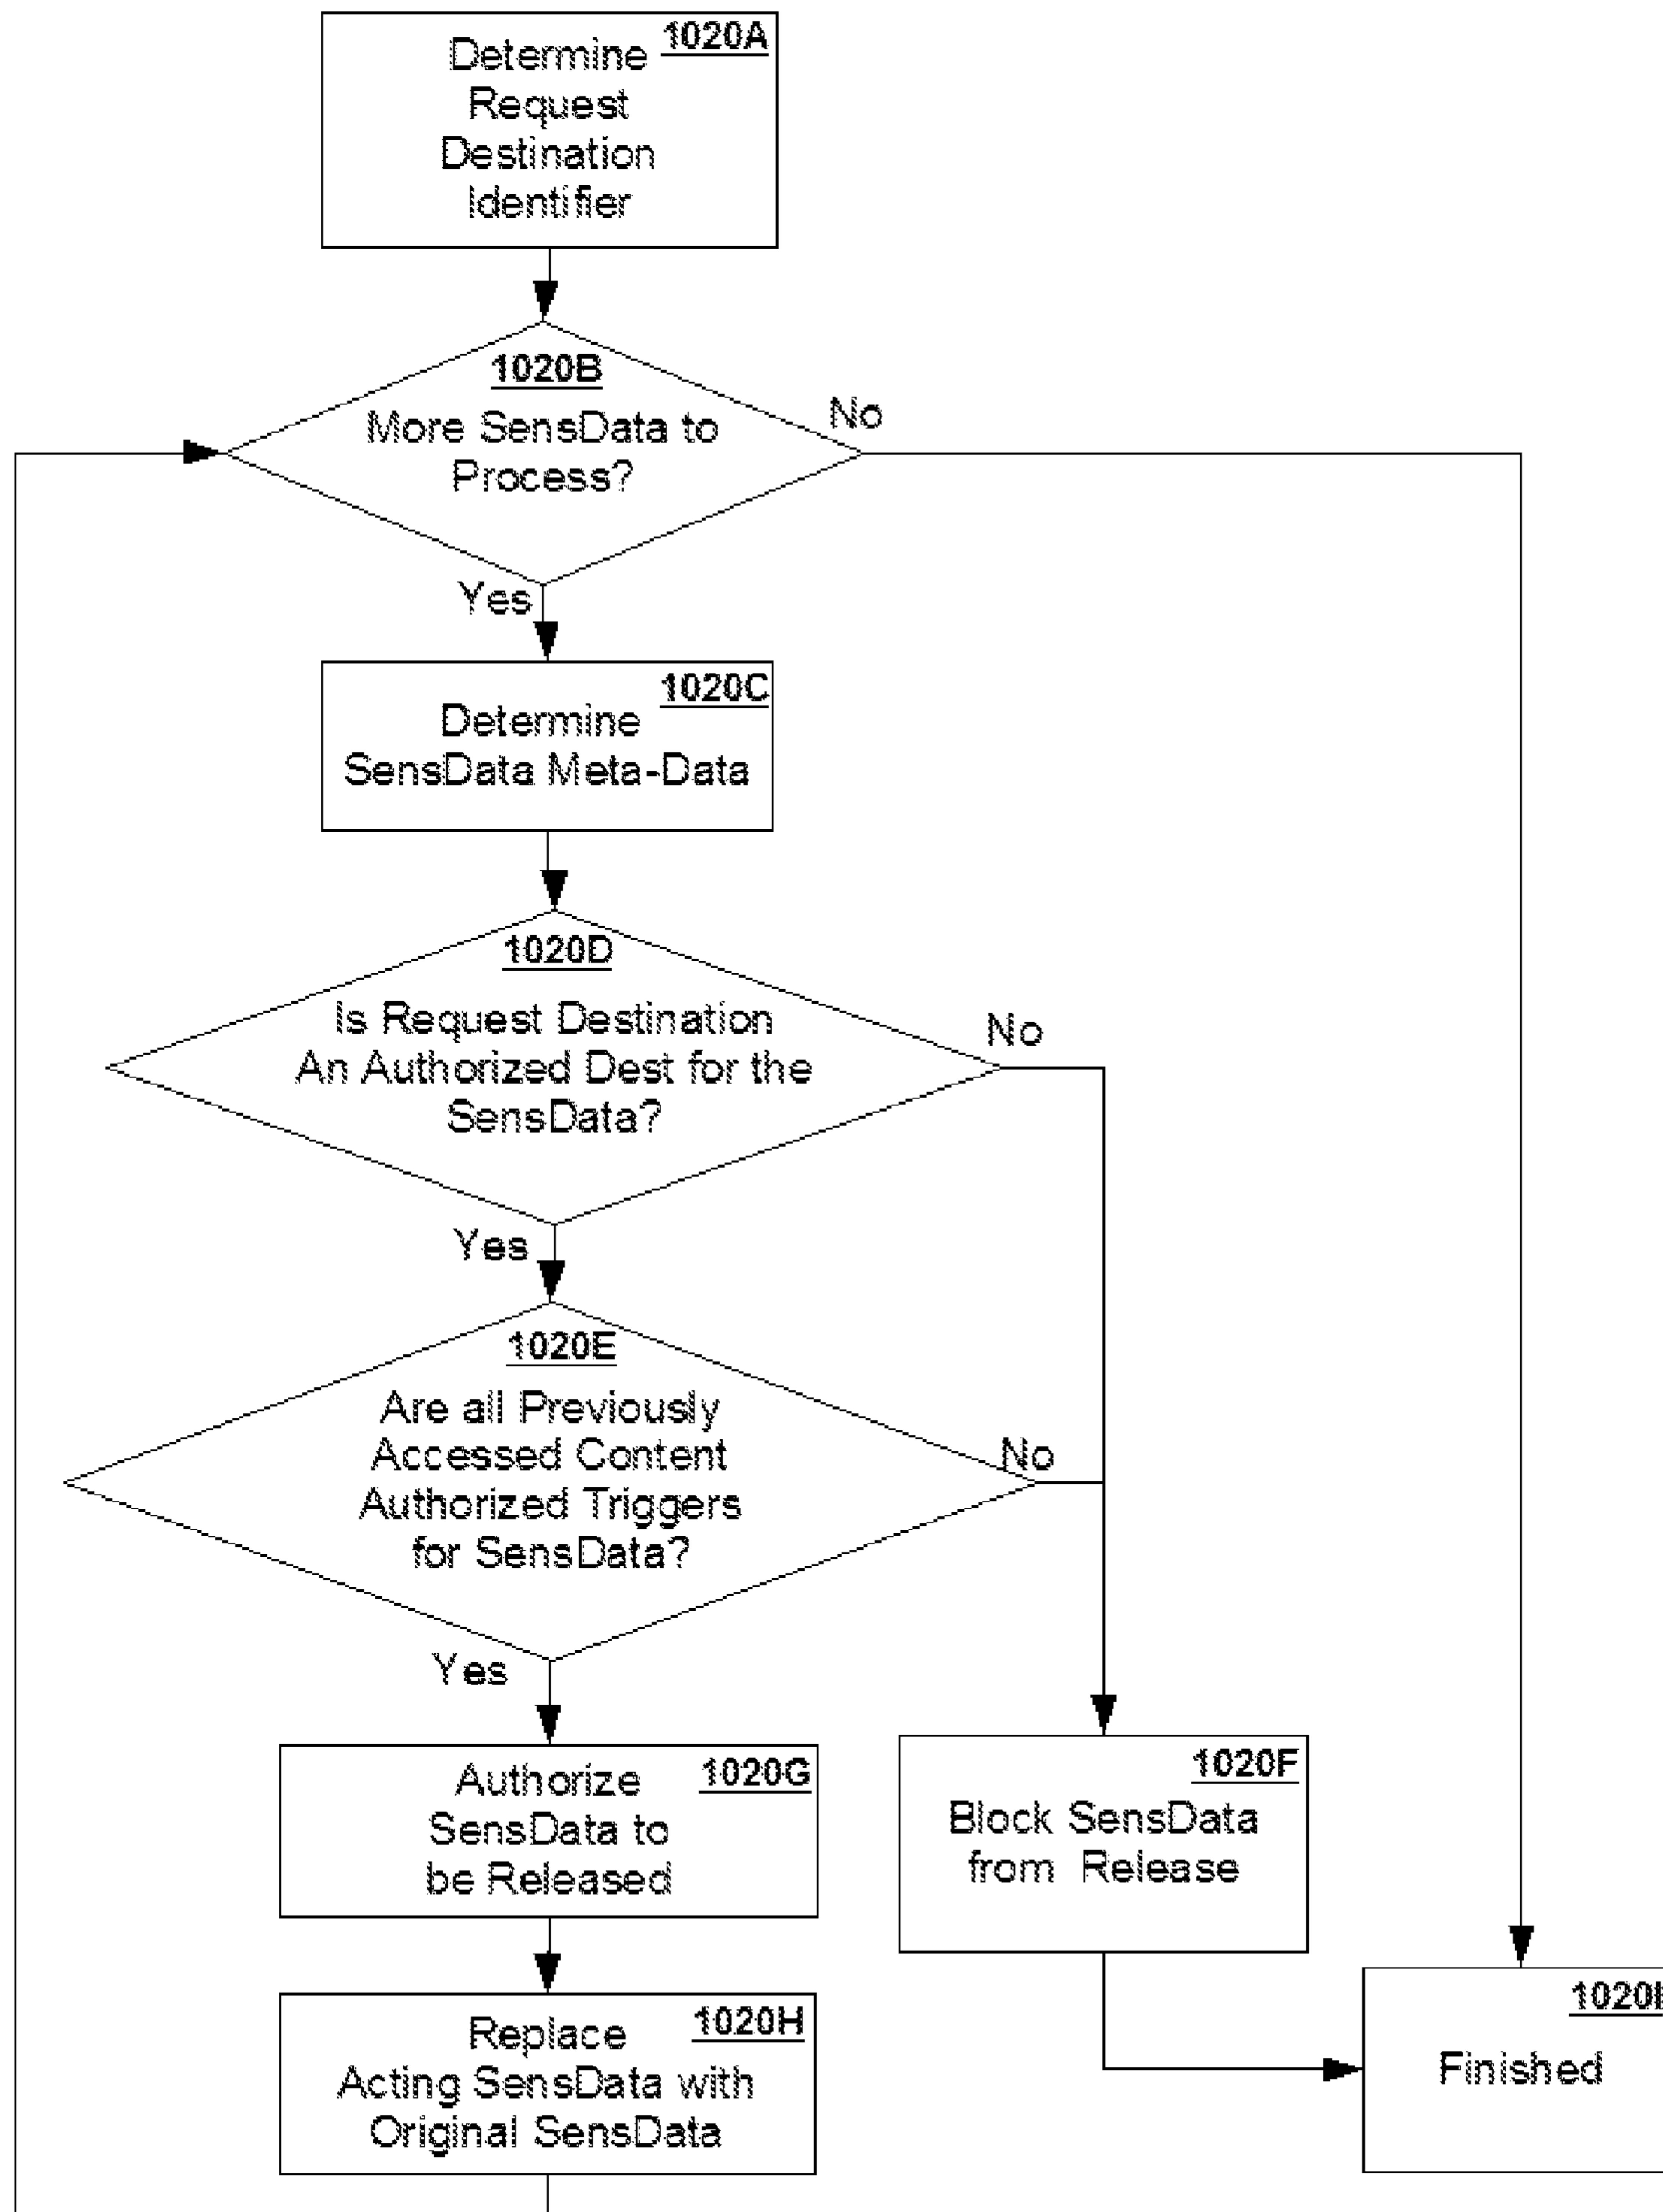 1020A
Determine
Request
Destination
Identifier
1020B
More SensData to
Process?
No
Yes
1020C
Determine
SensData Meta-Data
1020D
Is Request Destination
An Authorized Dest for the
SensData?
No
Yes
1020E
Are all Previously
Accessed Content
Authorized Triggers
for SensData?
No
Yes
1020G
Authorize
SensData to
be Released
1020F
Block SensData
from Release
1020H
Replace
Acting SensData with
Original SensData
Finished